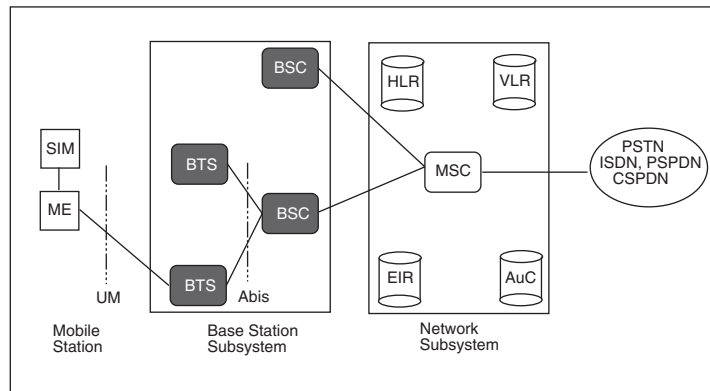 BSC
HLR
VLR
SIM
BTS
MSC
PSTN
ISDN, PSPDN
CSPDN
ME
BSC
BTS
EIR
AuC
UM
Abis
Mobile
Station
Base Station
Subsystem
Network
Subsystem